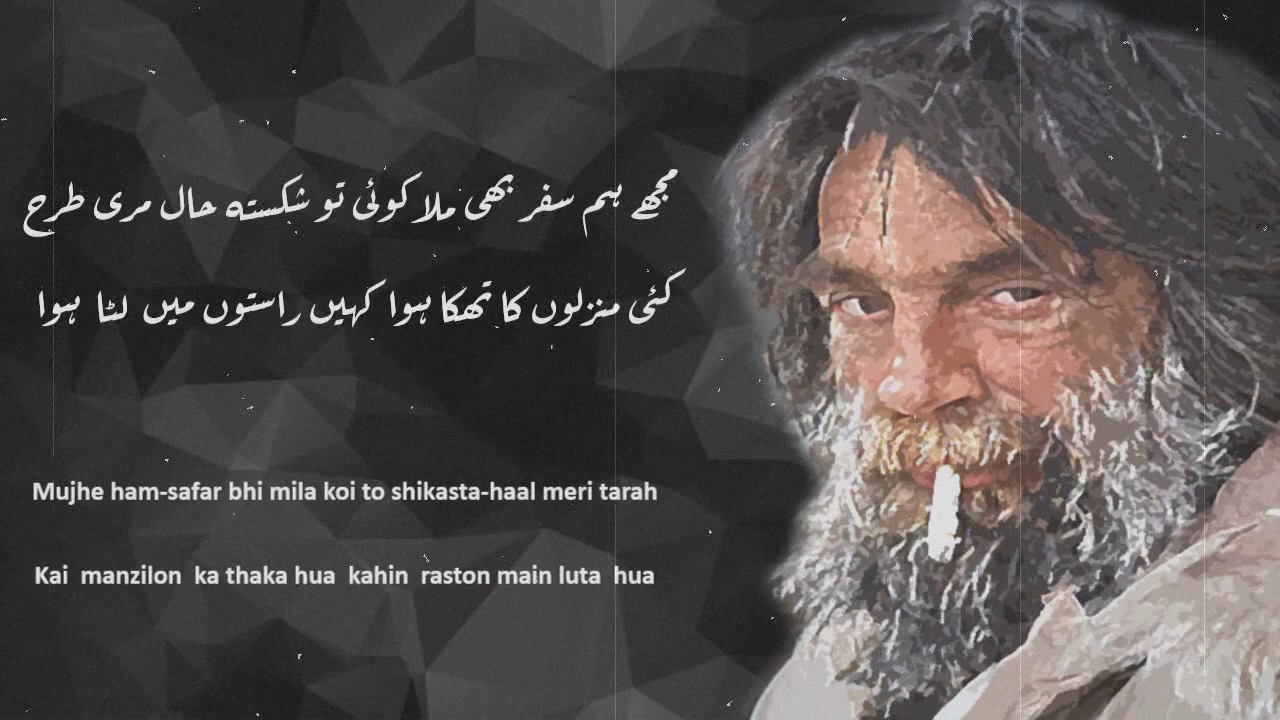 مجھے ہم سفر بھی ملا کوئی تو شکستہ حال مری طرح
کئی منزلوں کا تھکا ہوا کہیں راستوں میں لٹا ہوا
Mujhe ham-safar bhi mila koi to shikasta-haal meri tarah
Kai manzilon ka thaka hua kahin raston main luta hua